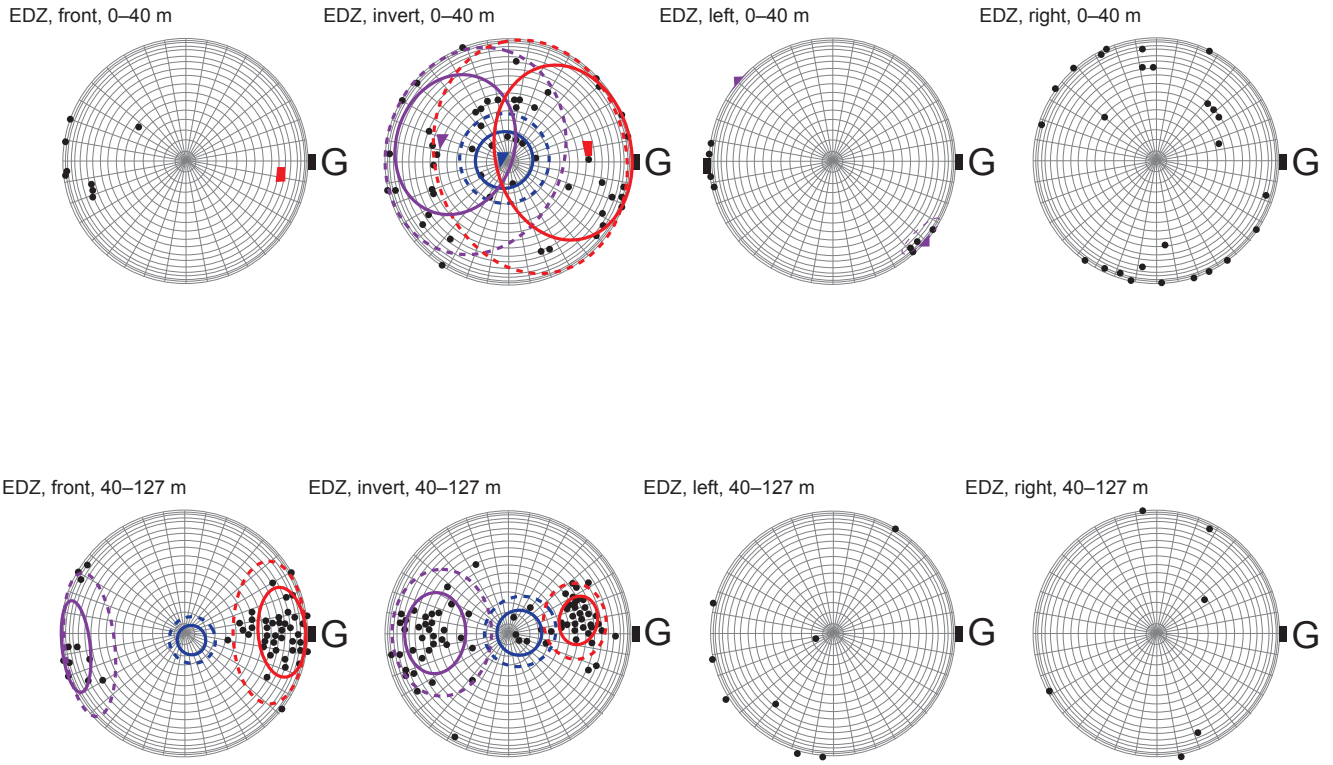 EDZ, front, 0–40 m
EDZ, invert, 0–40 m
EDZ, left, 0–40 m
EDZ, right, 0–40 m
G
G
G
G
EDZ, front, 40–127 m
EDZ, invert, 40–127 m
EDZ, left, 40–127 m
EDZ, right, 40–127 m
G
G
G
G